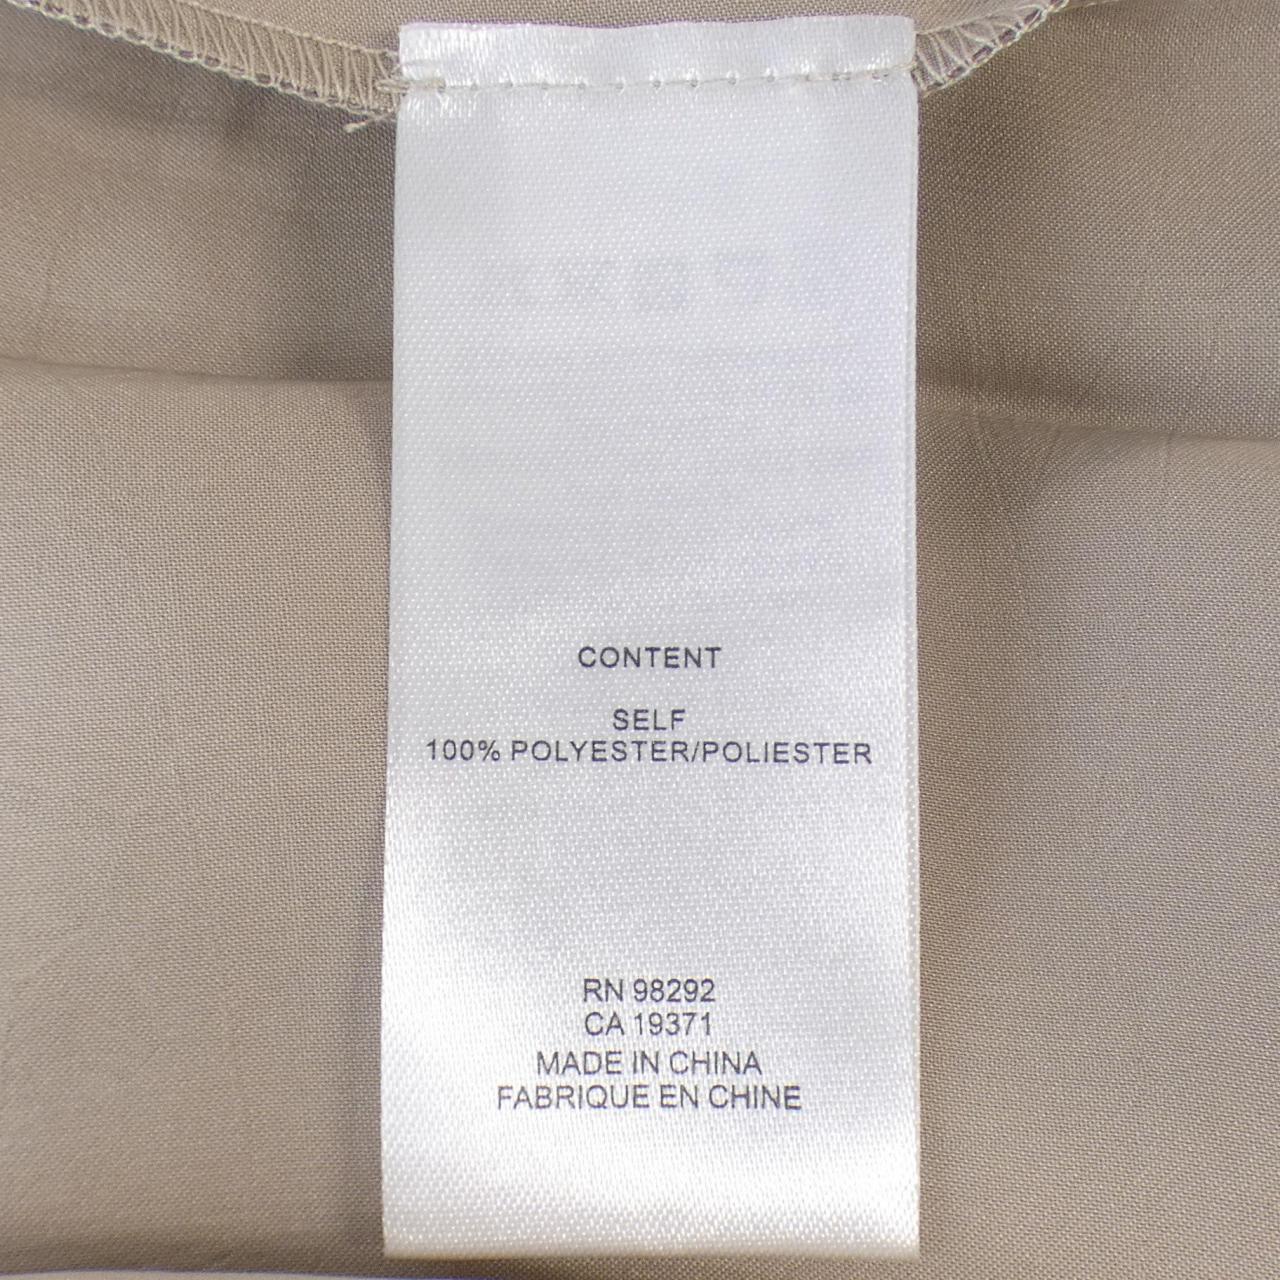 CONTENT
SELF
100% POLYESTER/POLIESTER
RN 98292
CA 19371
MADE IN CHINA
FABRIQUE EN CHINE